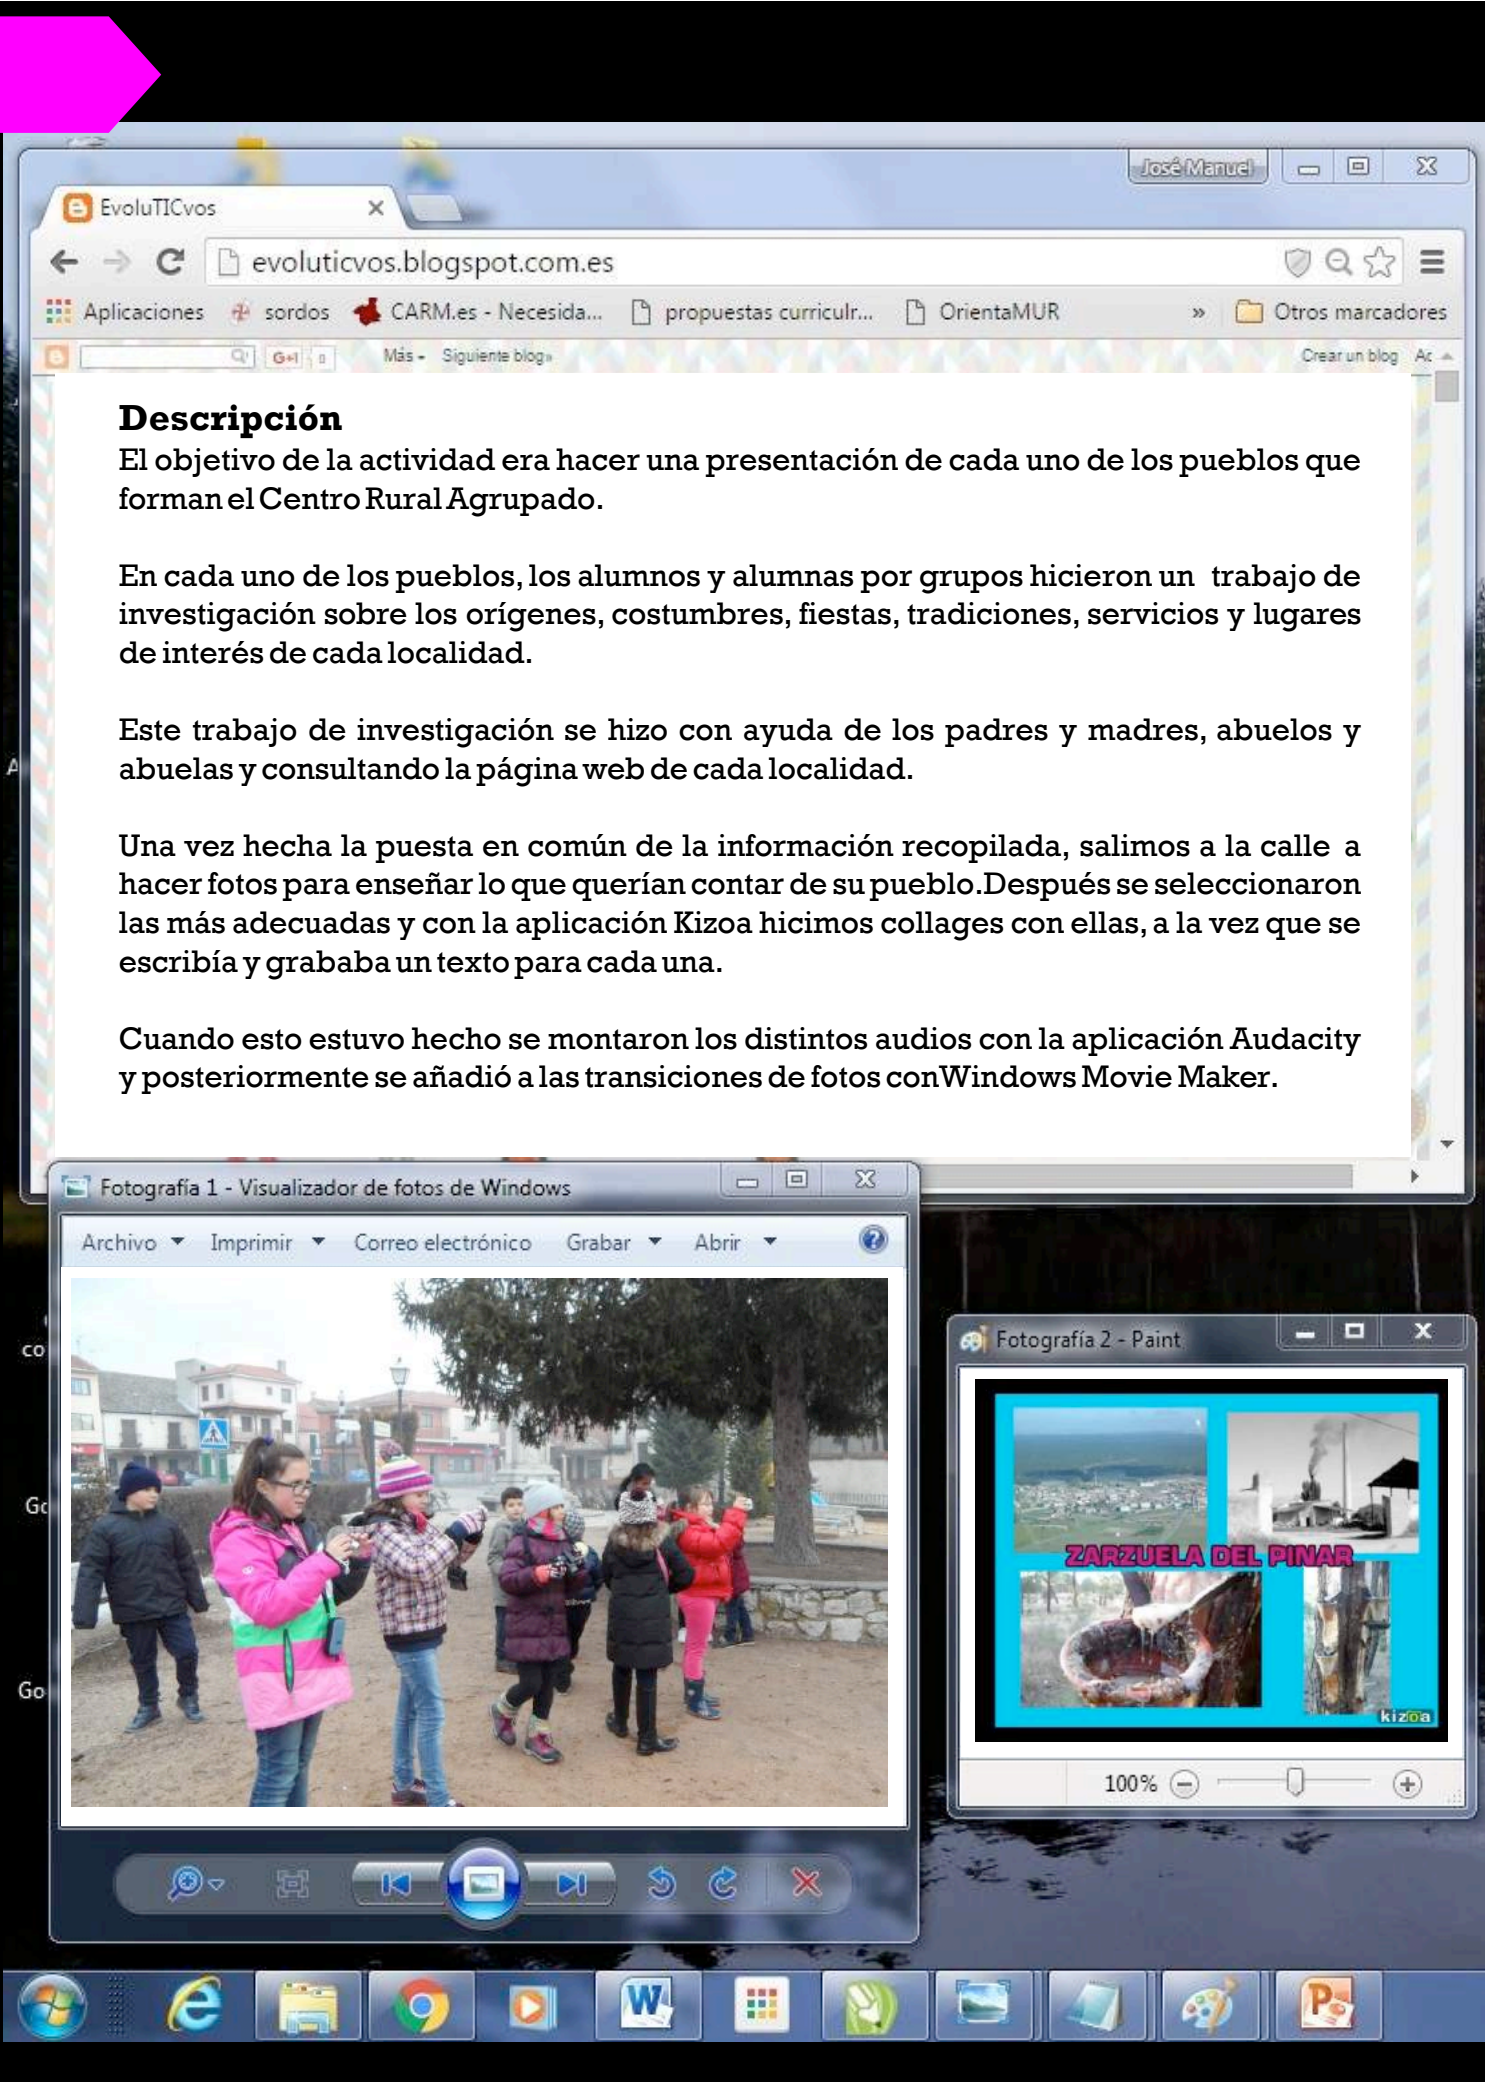 José Manuel
EvoluTICvos
evoluticvos.blogspot.com.es
Aplicaciones sordos CARM.es - Necesida... propuestas curriculr... OrientaMUR » Otros marcadores
G+1 0 Más Siguiente blog» Crear un blog Ac
Descripción
El objetivo de la actividad era hacer una presentación de cada uno de los pueblos que
forman el Centro Rural Agrupado.
En cada uno de los pueblos, los alumnos y alumnas por grupos hicieron un trabajo de
investigación sobre los orígenes, costumbres, fiestas, tradiciones, servicios y lugares
de interés de cada localidad.
Este trabajo de investigación se hizo con ayuda de los padres y madres, abuelos y
abuelas y consultando la página web de cada localidad.
Una vez hecha la puesta en común de la información recopilada, salimos a la calle a
hacer fotos para enseñar lo que querían contar de su pueblo.Después se seleccionaron
las más adecuadas y con la aplicación Kizoa hicimos collages con ellas, a la vez que se
escribía y grababa un texto para cada una.
Cuando esto estuvo hecho se montaron los distintos audios con la aplicación Audacity
y posteriormente se añadió a las transiciones de fotos conWindows Movie Maker.
Fotografía 1 - Visualizador de fotos de Windows
Archivo Imprimir Correo electrónico Grabar Abrir
Fotografía 2 - Paint
ZARZUELA DEL PINAR
kizoa
100%
co
Go